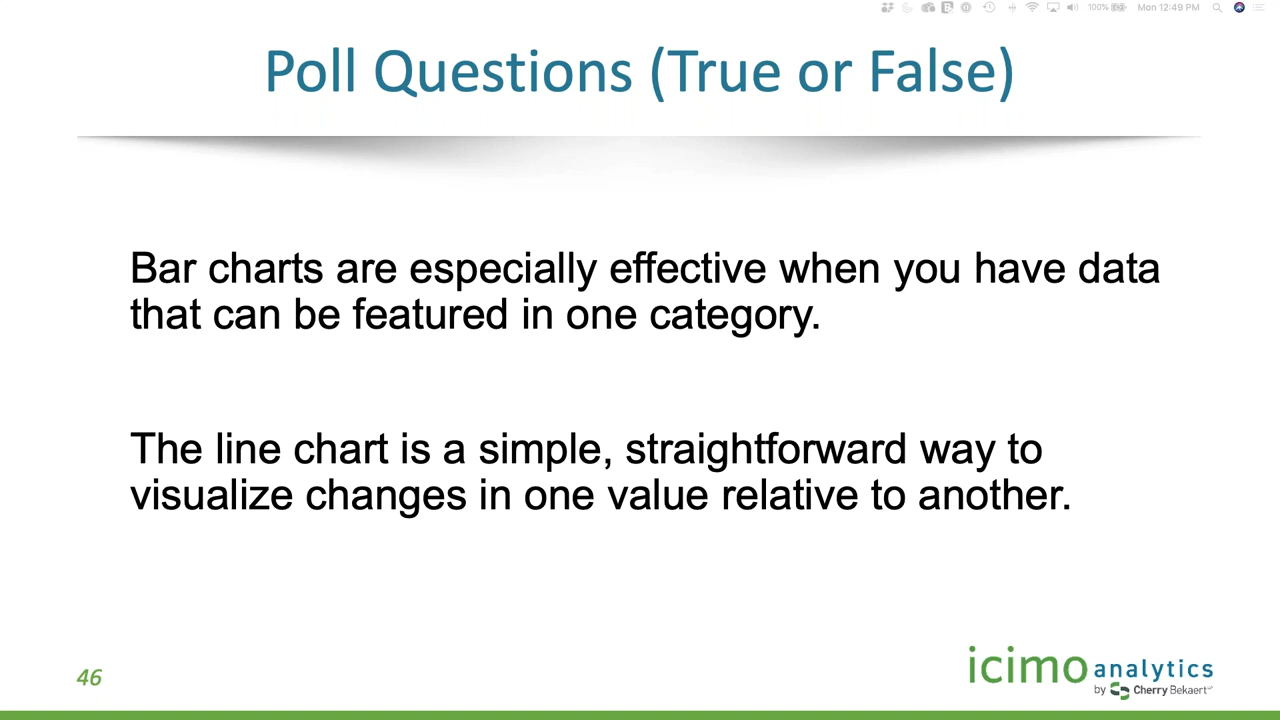 100%
Mon 12:49 PM
Poll Questions (True or False)
Bar charts are especially effective when you have data
that can be featured in one category.
The line chart is a simple, straightforward way to
visualize changes in one value relative to another.
46
icimo analytics
by Cherry Bekaert